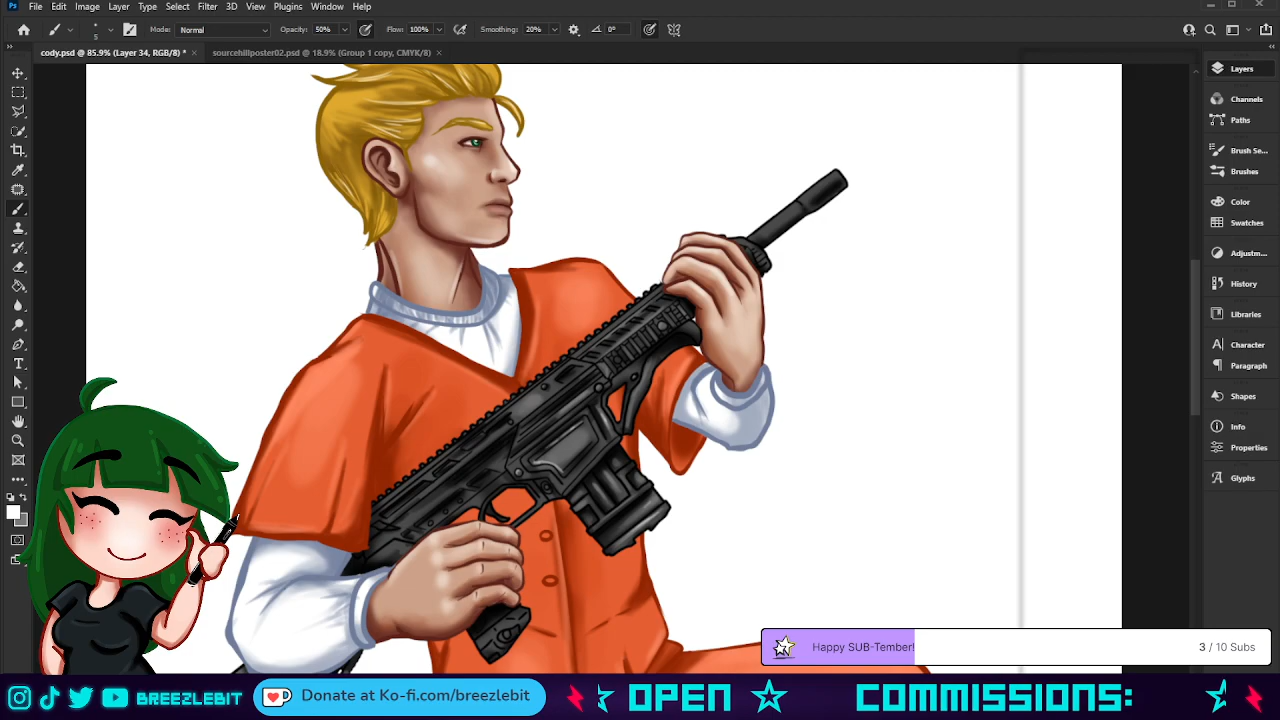 Ps File Edit Image Layer Type Select Filter 3D View Plugins Window Help
5 Mode: Normal Opacity: 50% Flow: 100% Smoothing: 20% 0°
cody.psd @ 85.9% (Layer 34, RGB/8) * × sourcehillposter02.psd @ 18.9% (Group 1 copy, CMYK/8) ×
Layers
Channels
Paths
Brush Se...
Brushes
Color
Swatches
Adjustm...
History
Libraries
Character
Paragraph
Shapes
Info
Properties
Glyphs
Happy SUB-Tember! 3 / 10 Subs
BREEZLEBIT Donate at Ko-fi.com/breezlebit OPEN COMMISSIONS: